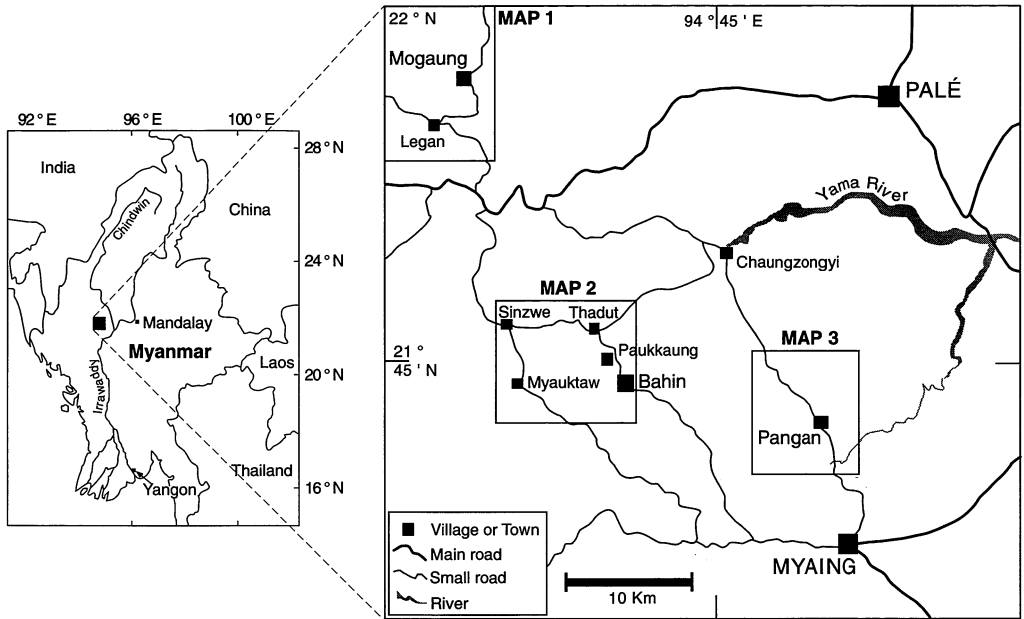 92° E
96° E
100° E
28° N
24° N
20° N
16° N
India
China
Chindwin
Mandalay
Myanmar
Laos
Irrawaddy
Thailand
Yangon
22° N
MAP 1
94° 45' E
Mogaung
Legan
PALÉ
Yama River
Chaungzongyi
MAP 2
Sinzwe
Thadut
Paukkaung
Myauktaw
Bahin
21°
45' N
MAP 3
Pangan
MYAING
Village or Town
Main road
Small road
River
10 Km